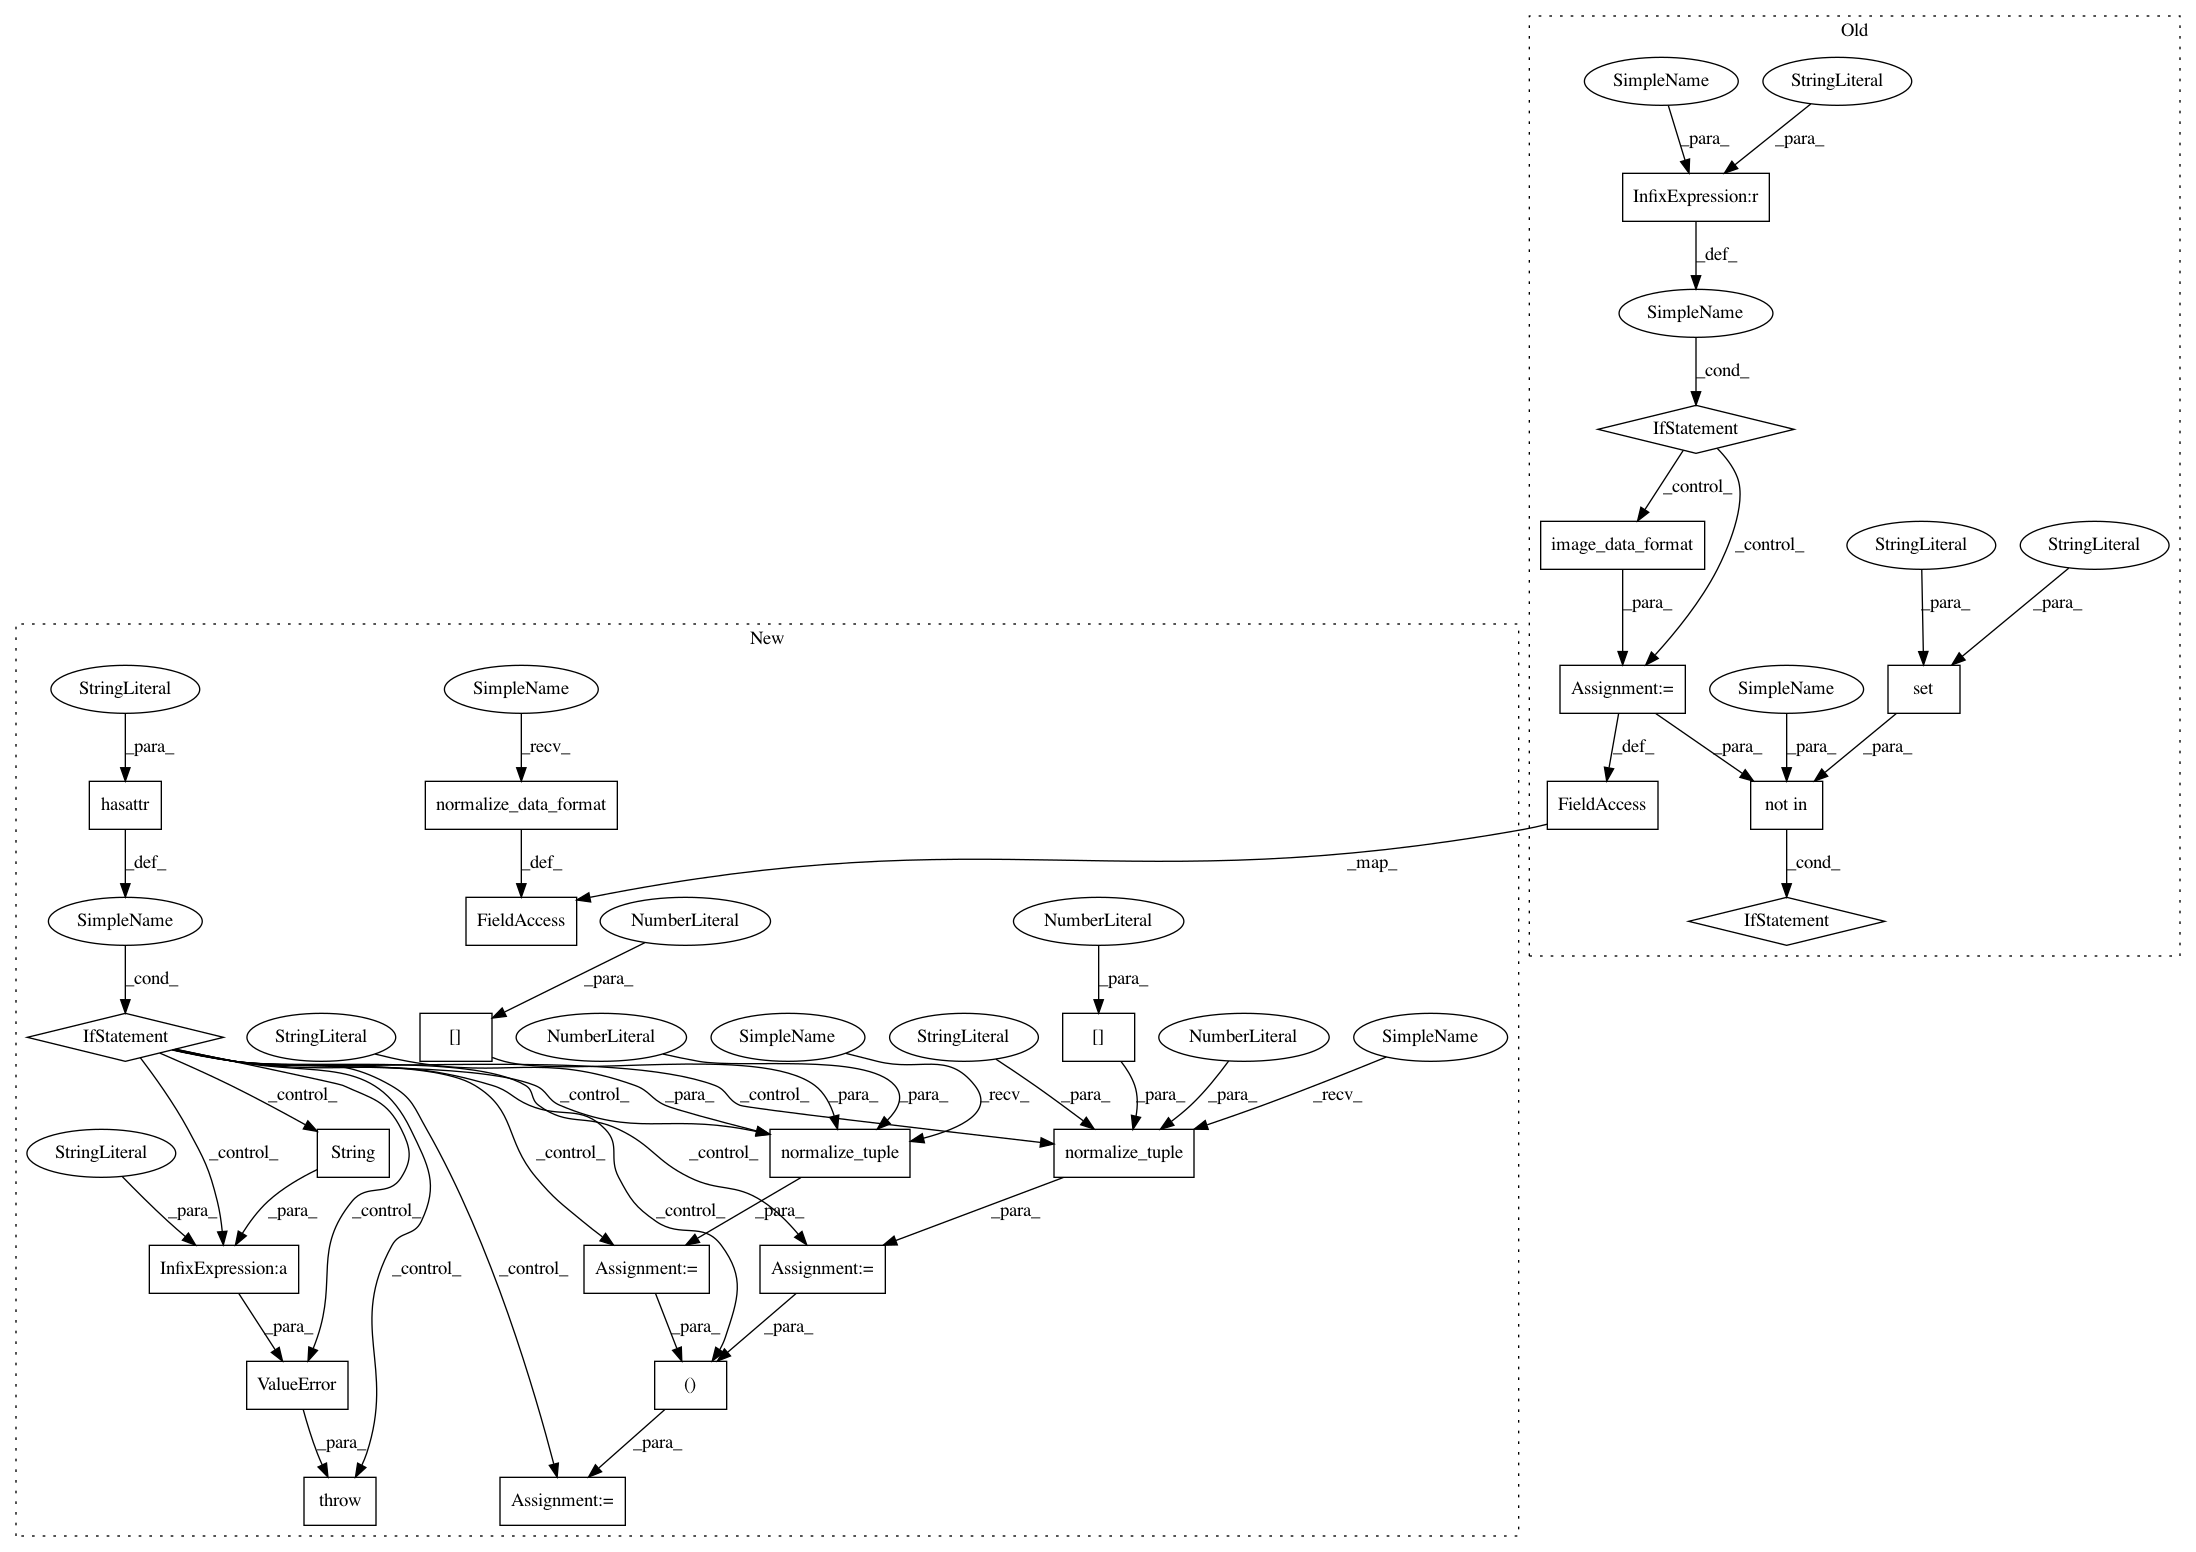 Old
SimpleName
StringLiteral
_para_
_para_
InfixExpression:r
_def_
SimpleName
_cond_
IfStatement
_control_
image_data_format
_control_
StringLiteral
StringLiteral
_para_
_para_
_para_
New
StringLiteral
SimpleName
Assignment:=
SimpleName
set
_para_
_recv_
_def_
_para_
_para_
_para_
hasattr
normalize_data_format
FieldAccess
not in
_def_
_def_
_map_
_cond_
SimpleName
FieldAccess
NumberLiteral
NumberLiteral
IfStatement
_cond_
_para_
_para_
IfStatement
StringLiteral
[]
NumberLiteral
SimpleName
StringLiteral
[]
NumberLiteral
SimpleName
_control_
_control_
_para_
_control_
_para_
_para_
_recv_
_para_
_para_
_para_
_recv_
StringLiteral
_control_
String
_control_
_control_
normalize_tuple
normalize_tuple
_para_
_para_
_control_
_control_
_para_
_para_
InfixExpression:a
_control_
_control_
Assignment:=
Assignment:=
_para_
_para_
_para_
ValueError
()
_para_
_para_
throw
Assignment:=